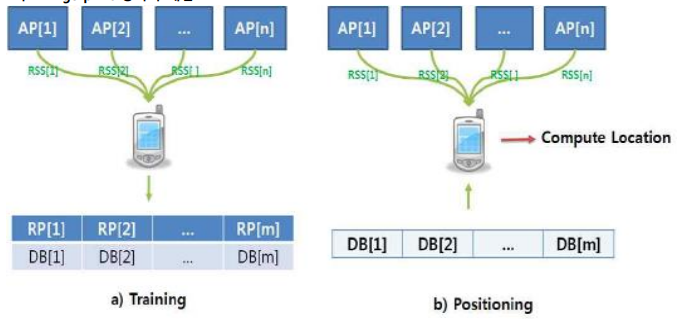 AP[1] AP[2] ... AP[n]
RSS[1] RSS[2] RSS[ ] RSS[n]
RP[1] RP[2] ... RP[m]
DB[1] DB[2] ... DB[m]
a) Training
AP[1] AP[2] ... AP[n]
RSS[1] RSS[2] RSS[.] RSS[n]
Compute Location
DB[1] DB[2] ... DB[m]
b) Positioning